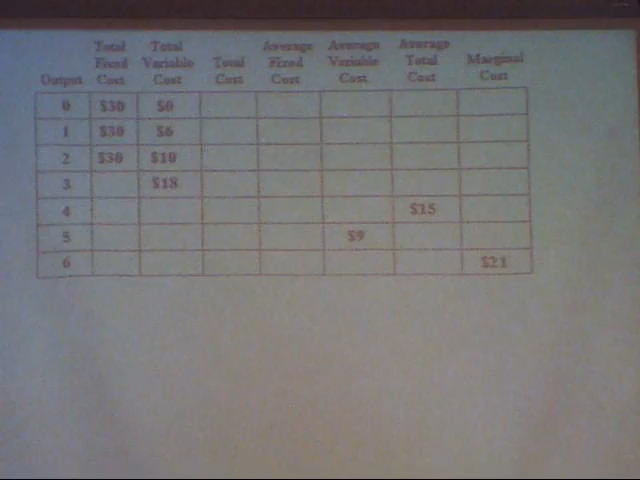 Total Fixed Cost
Total Variable Cost
Average Fixed Cost
Average Variable Cost
Average Total Cost
Output
Total Cost
Marginal Cost
0 $30 $0
1 $30 $6
2 $30 $10
3 $18
4 $15
5 $9
6 $21